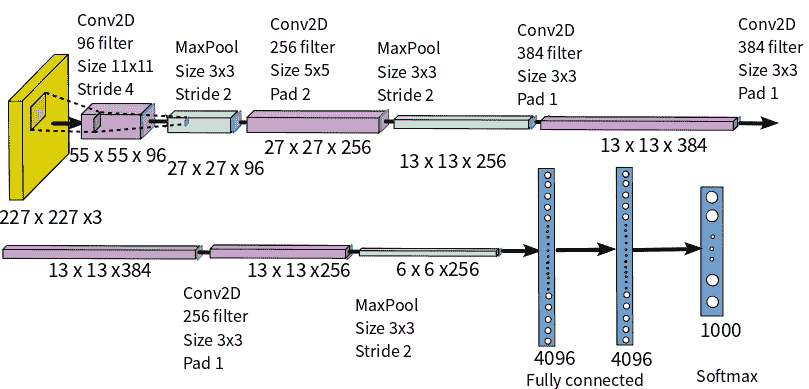 Conv2D
96 filter
Size 11x11
Stride 4
MaxPool
Size 3x3
Stride 2
Conv2D
256 filter
Size 5x5
Pad 2
MaxPool
Size 3x3
Stride 2
Conv2D
384 filter
Size 3x3
Pad 1
Conv2D
384 filter
Size 3x3
Pad 1
227 x 227 x3
55 x 55 x 96
27 x 27 x 96
27 x 27 x 256
13 x 13 x 256
13 x 13 x 384
13 x 13 x384
13 x 13 x256
6 x 6 x256
Conv2D
256 filter
Size 3x3
Pad 1
MaxPool
Size 3x3
Stride 2
4096
4096
Fully connected
1000
Softmax